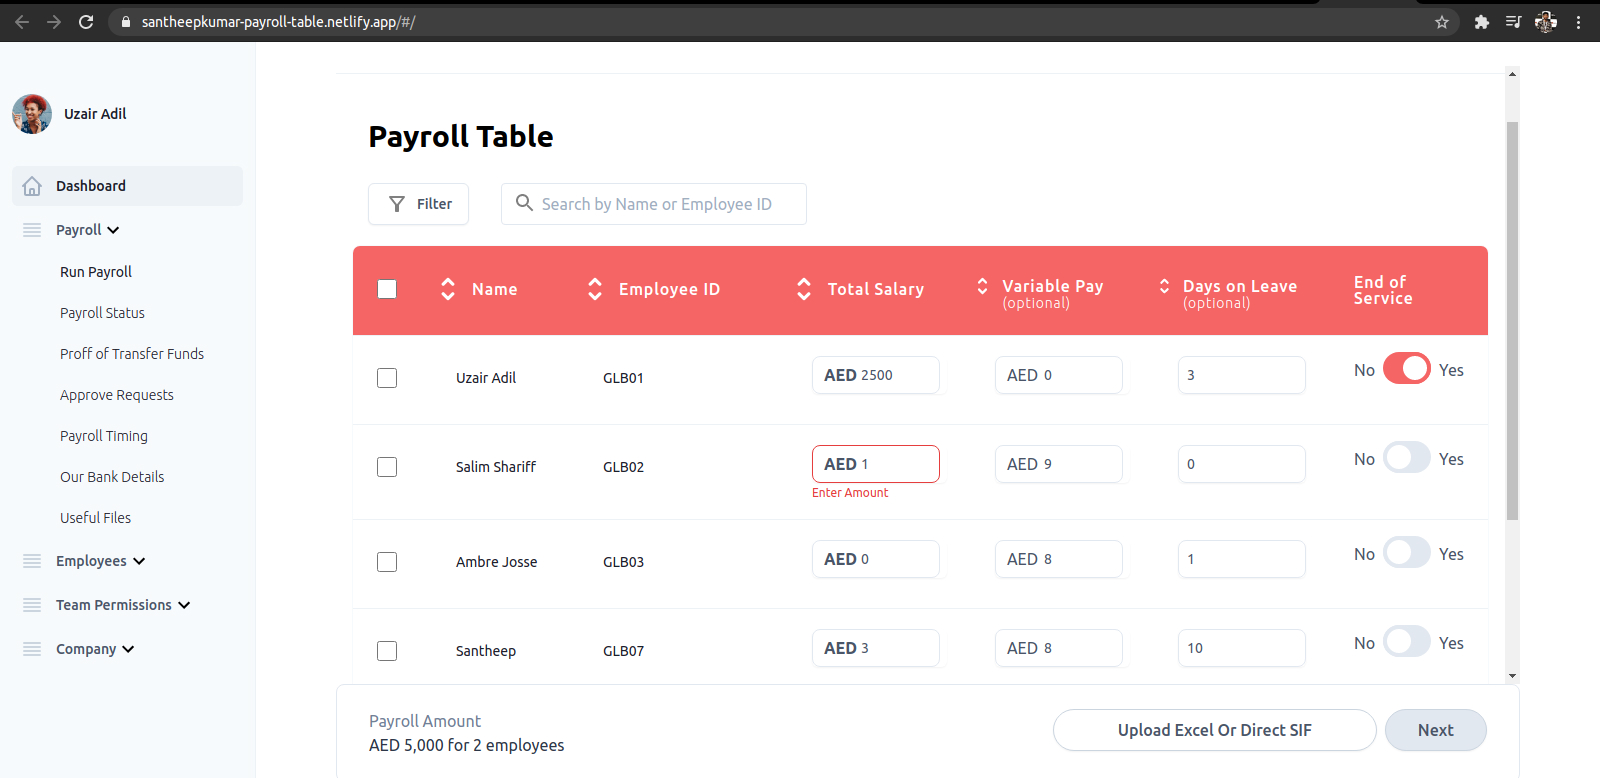 santheepkumar-payroll-table.netlify.app/#/
Uzair Adil
Dashboard
Payroll
Run Payroll
Payroll Status
Proff of Transfer Funds
Approve Requests
Payroll Timing
Our Bank Details
Useful Files
Employees
Team Permissions
Company
Payroll Table
Filter
Search by Name or Employee ID
Name Employee ID Total Salary Variable Pay (optional) Days on Leave (optional) End of Service
Uzair Adil GLB01 AED 2500 AED 0 3 No Yes
Salim Shariff GLB02 AED 1 AED 9 0 No Yes
Enter Amount
Ambre Josse GLB03 AED 0 AED 8 1 No Yes
Santheep GLB07 AED 3 AED 8 10 No Yes
Payroll Amount
AED 5,000 for 2 employees
Upload Excel Or Direct SIF
Next